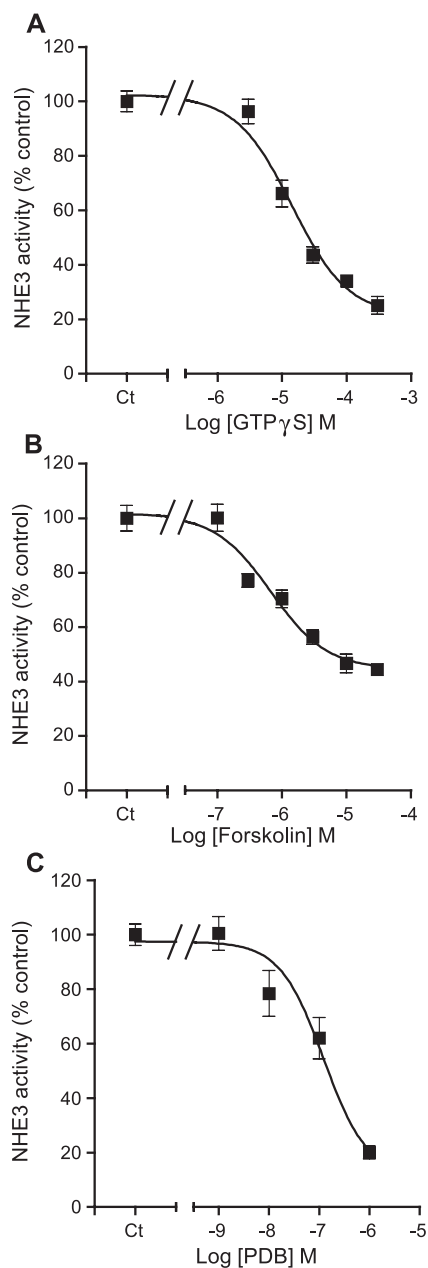 A
NHE3 activity (% control)
120
100
80
60
40
20
0
Ct
-6 -5 -4 -3
Log [GTPγS] M
B
NHE3 activity (% control)
120
100
80
60
40
20
0
Ct
-7 -6 -5 -4
Log [Forskolin] M
C
NHE3 activity (% control)
120
100
80
60
40
20
0
Ct
-9 -8 -7 -6 -5
Log [PDB] M